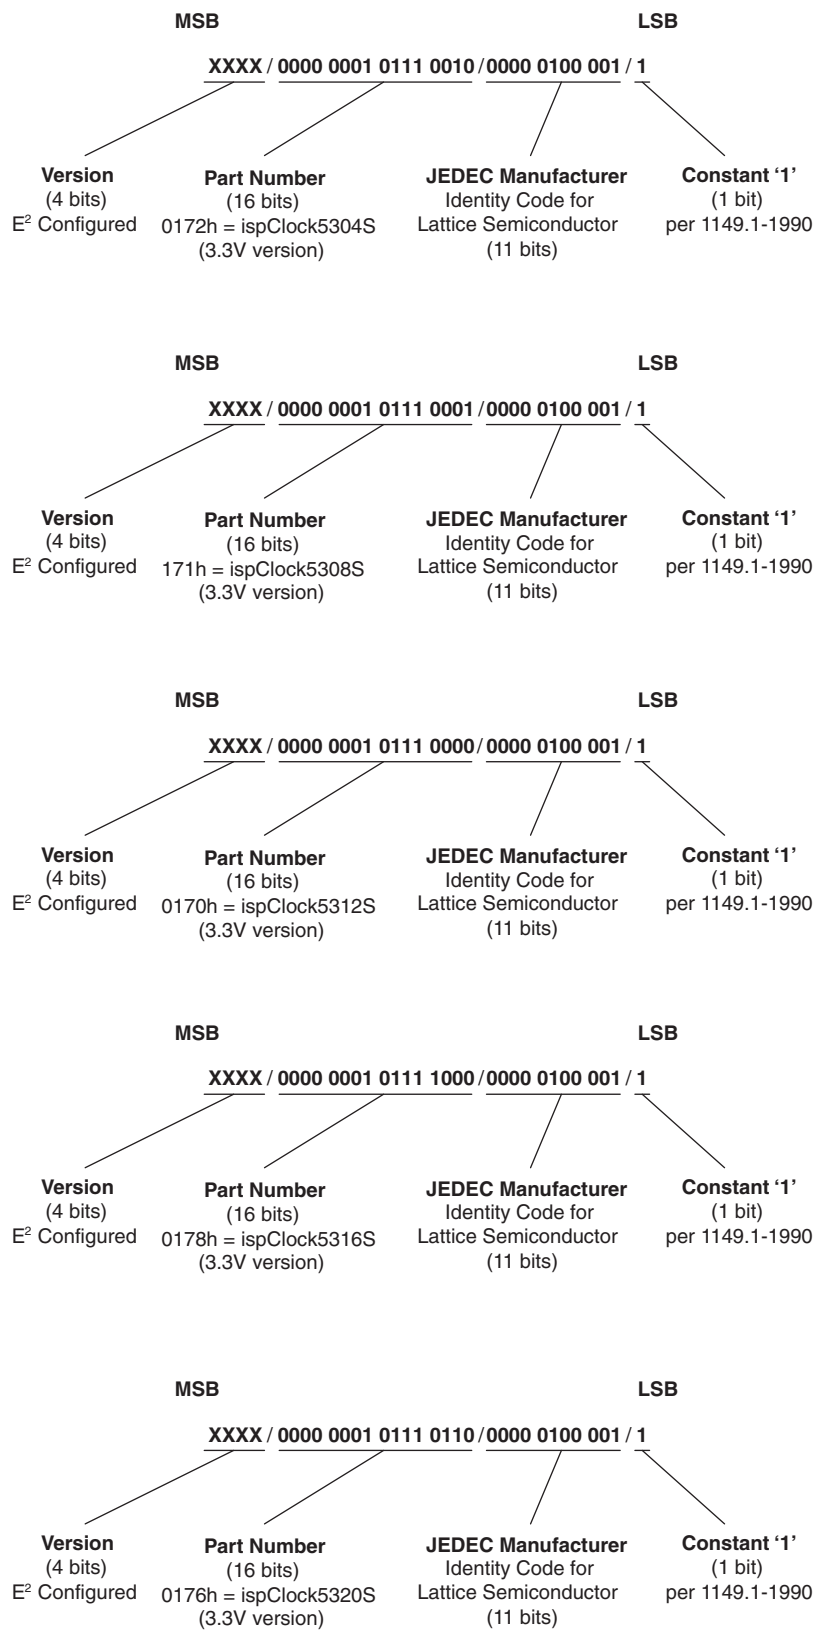 MSB LSB
XXXX / 0000 0001 0111 0010 / 0000 0100 001 / 1
Version
(4 bits)
E² Configured
Part Number
(16 bits)
0172h = ispClock5304S
(3.3V version)
JEDEC Manufacturer
Identity Code for
Lattice Semiconductor
(11 bits)
Constant ‘1’
(1 bit)
per 1149.1-1990
MSB LSB
XXXX / 0000 0001 0111 0001 / 0000 0100 001 / 1
Version
(4 bits)
E² Configured
Part Number
(16 bits)
171h = ispClock5308S
(3.3V version)
JEDEC Manufacturer
Identity Code for
Lattice Semiconductor
(11 bits)
Constant ‘1’
(1 bit)
per 1149.1-1990
MSB LSB
XXXX / 0000 0001 0111 0000 / 0000 0100 001 / 1
Version
(4 bits)
E² Configured
Part Number
(16 bits)
0170h = ispClock5312S
(3.3V version)
JEDEC Manufacturer
Identity Code for
Lattice Semiconductor
(11 bits)
Constant ‘1’
(1 bit)
per 1149.1-1990
MSB LSB
XXXX / 0000 0001 0111 1000 / 0000 0100 001 / 1
Version
(4 bits)
E² Configured
Part Number
(16 bits)
0178h = ispClock5316S
(3.3V version)
JEDEC Manufacturer
Identity Code for
Lattice Semiconductor
(11 bits)
Constant ‘1’
(1 bit)
per 1149.1-1990
MSB LSB
XXXX / 0000 0001 0111 0110 / 0000 0100 001 / 1
Version
(4 bits)
E² Configured
Part Number
(16 bits)
0176h = ispClock5320S
(3.3V version)
JEDEC Manufacturer
Identity Code for
Lattice Semiconductor
(11 bits)
Constant ‘1’
(1 bit)
per 1149.1-1990